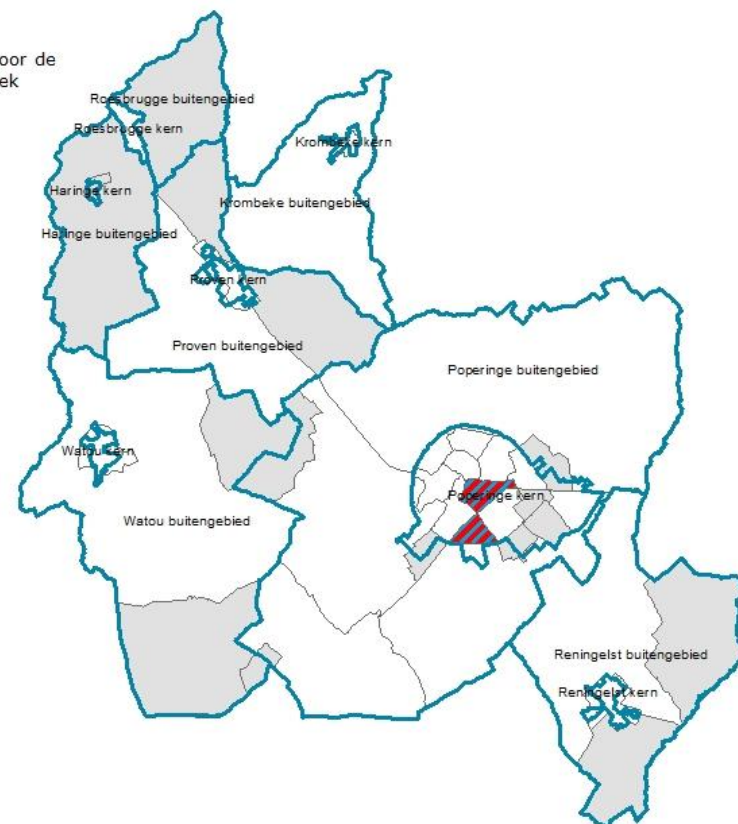 oor de
ek
Roesbrugge buitengebied
Roesbrugge kern
Krombeke kern
Haringe kern
Krombeke buitengebied
Haringe buitengebied
Proven kern
Proven buitengebied
Poperinge buitengebied
Watou kern
Poperinge kern
Watou buitengebied
Reningelst buitengebied
Reningelst kern